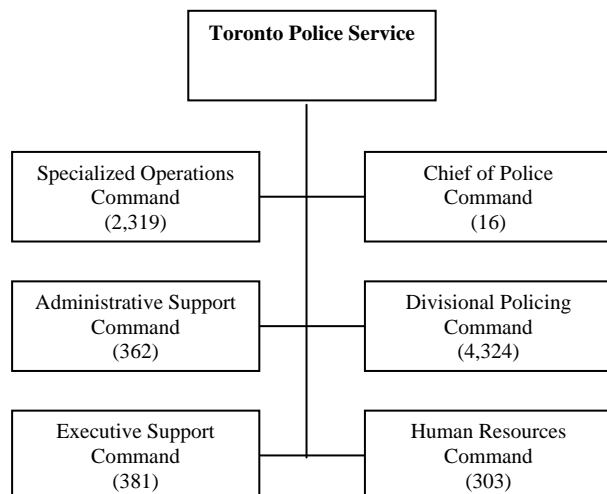 Toronto Police Service
Specialized Operations
Command
(2,319)
Chief of Police
Command
(16)
Administrative Support
Command
(362)
Divisional Policing
Command
(4,324)
Executive Support
Command
(381)
Human Resources
Command
(303)